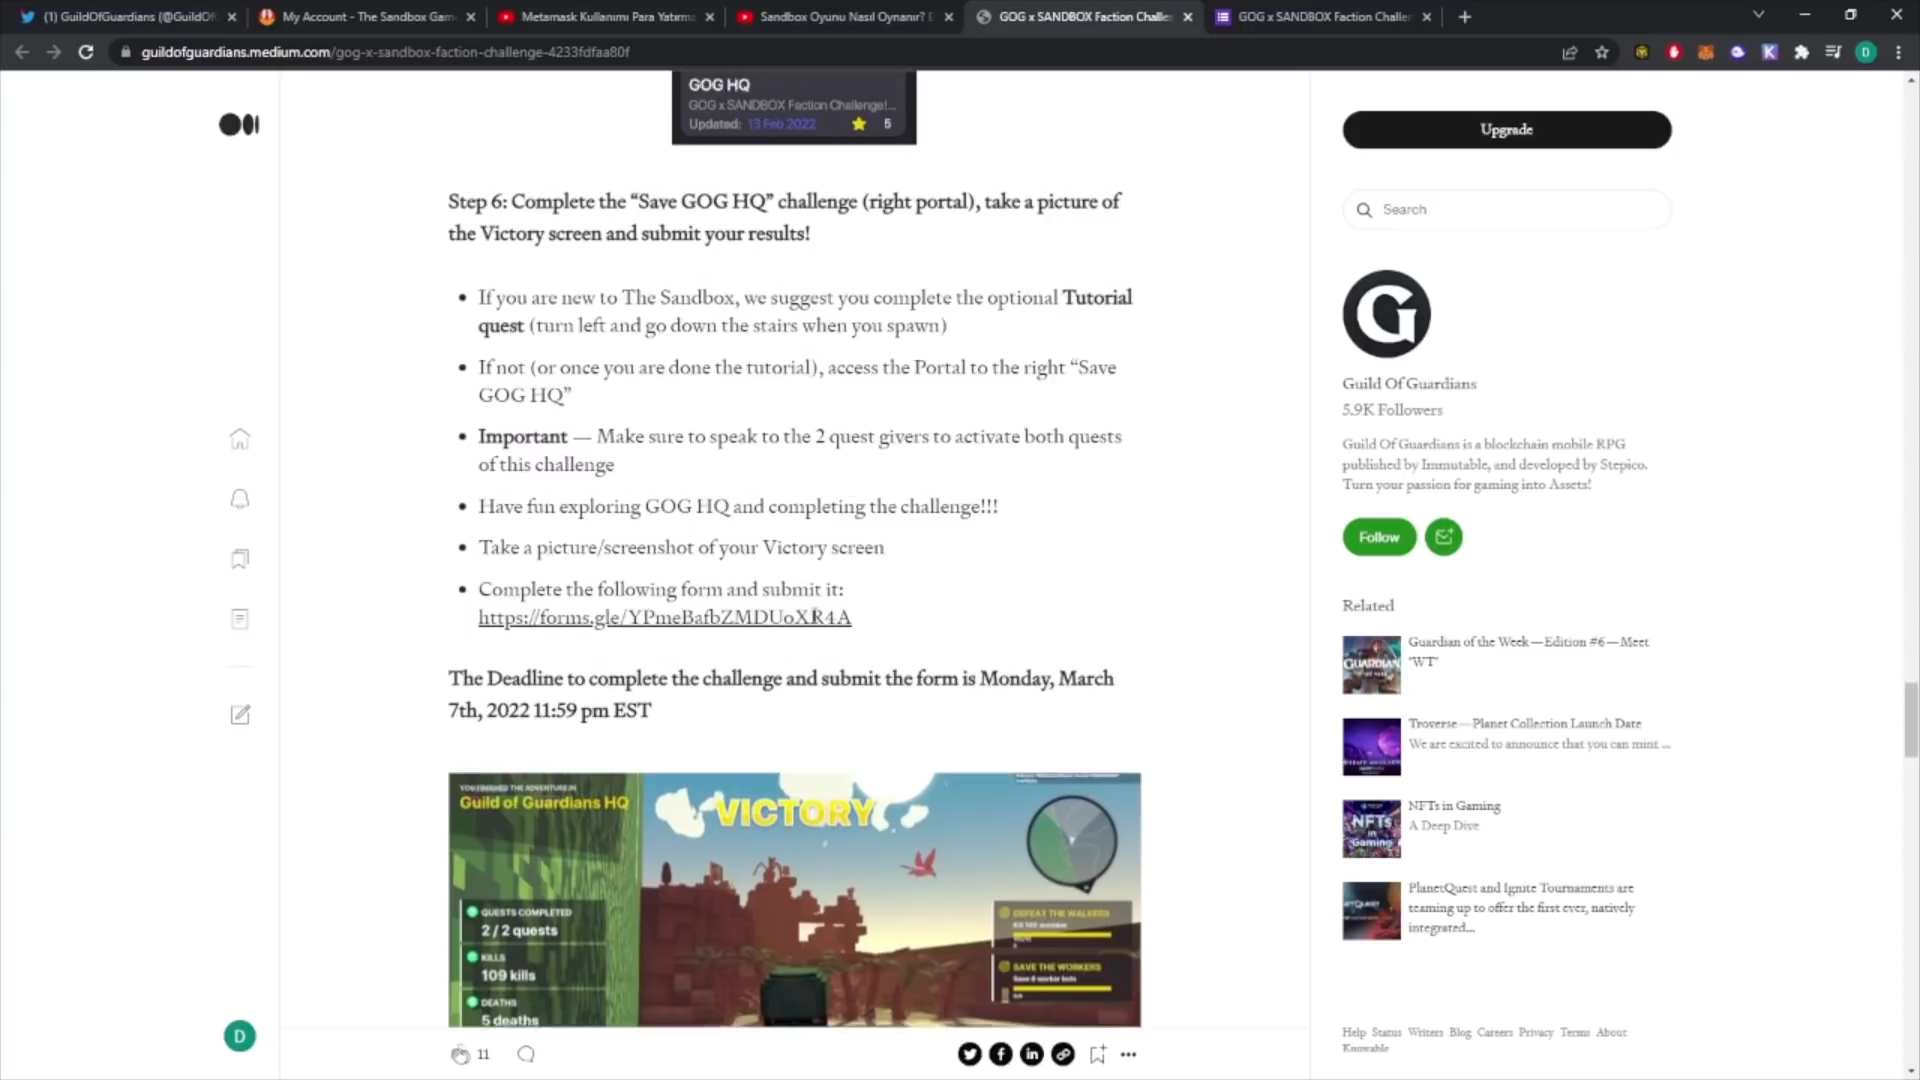 (1) GuildOfGuardians (@GuildOf
My Account - The Sandbox Gam
Metamask Kullanımı Para Yatırma
Sandbox Oyunu Nasıl Oynanır?
GOG x SANDBOX Faction Challe
GOG x SANDBOX Faction Challer
guildofguardians.medium.com/gog-x-sandbox-faction-challenge-4233fdfaa80f
GOG HQ
GOG x SANDBOX Faction Challenge!...
Updated: 13 Feb 2022 5
Step 6: Complete the “Save GOG HQ” challenge (right portal), take a picture of
the Victory screen and submit your results!
• If you are new to The Sandbox, we suggest you complete the optional Tutorial
quest (turn left and go down the stairs when you spawn)
• If not (or once you are done the tutorial), access the Portal to the right “Save
GOG HQ”
• Important — Make sure to speak to the 2 quest givers to activate both quests
of this challenge
• Have fun exploring GOG HQ and completing the challenge!!!
• Take a picture/screenshot of your Victory screen
• Complete the following form and submit it:
https://forms.gle/YPmeBafbZMDUoXR4A
The Deadline to complete the challenge and submit the form is Monday, March
7th, 2022 11:59 pm EST
YOU FINISHED THE ADVENTURE IN
Guild of Guardians HQ
VICTORY
QUESTS COMPLETED
2 / 2 quests
KILLS
109 kills
DEATHS
5 deaths
DEFEAT THE WALKERS
SAVE THE WORKERS
Save 6 worker bots
11
D
Upgrade
Search
G
Guild Of Guardians
5.9K Followers
Guild Of Guardians is a blockchain mobile RPG
published by Immutable, and developed by Stepico.
Turn your passion for gaming into Assets!
Follow
Related
Guardian of the Week — Edition #6 — Meet
"WT"
Troverse — Planet Collection Launch Date
We are excited to announce that you can mint ...
NFTs in Gaming
A Deep Dive
PlanetQuest and Ignite Tournaments are
teaming up to offer the first ever, natively
integrated...
Help Status Writers Blog Careers Privacy Terms About
Knowable